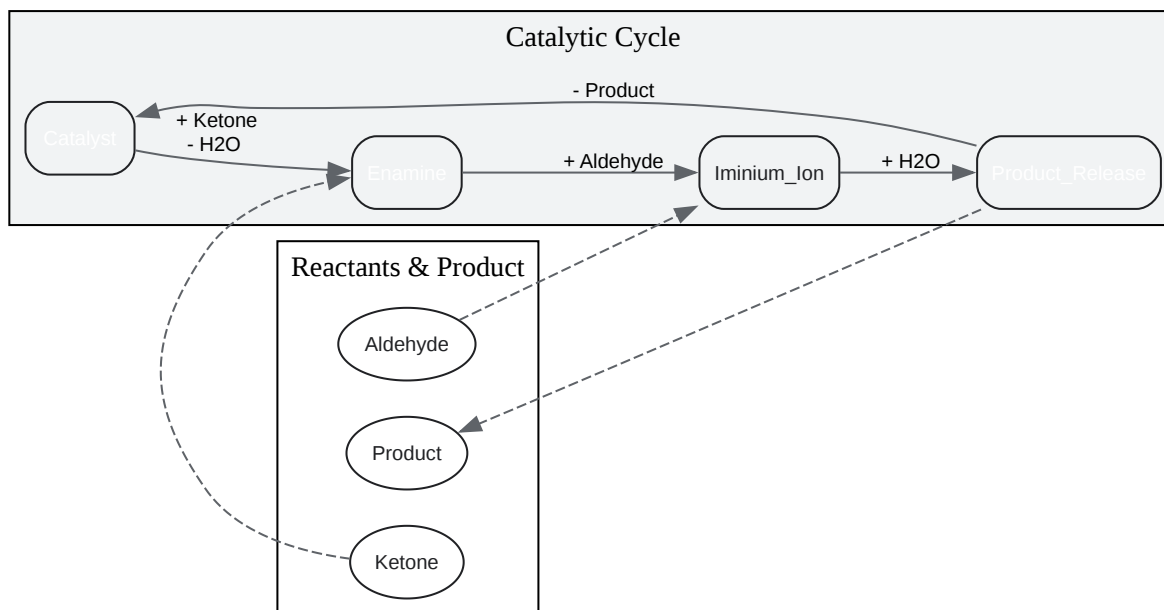 Catalytic Cycle
- Product
Catalyst
+ Ketone
- H2O
Enamine
+ Aldehyde
Iminium_Ion
+ H2O
Product_Release
Reactants & Product
Aldehyde
Product
Ketone